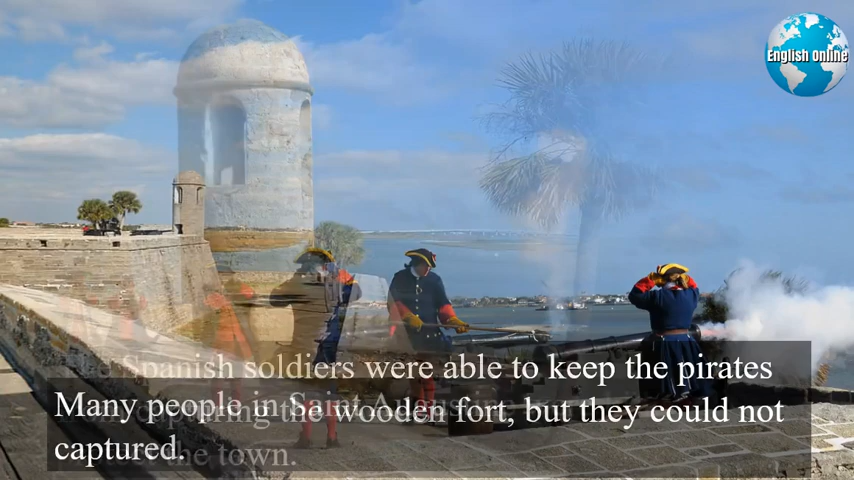 English Online
Spanish soldiers were able to keep the pirates
Many people in
the wooden fort, but they could not
captured.
the town.